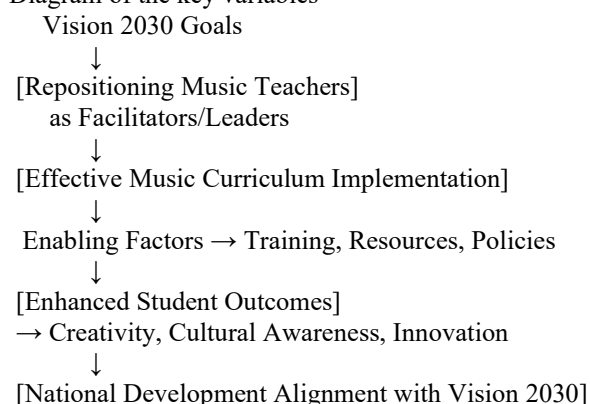 Diagram of the key variables
Vision 2030 Goals
↓
[Repositioning Music Teachers]
as Facilitators/Leaders
↓
[Effective Music Curriculum Implementation]
↓
Enabling Factors → Training, Resources, Policies
↓
[Enhanced Student Outcomes]
→ Creativity, Cultural Awareness, Innovation
↓
[National Development Alignment with Vision 2030]